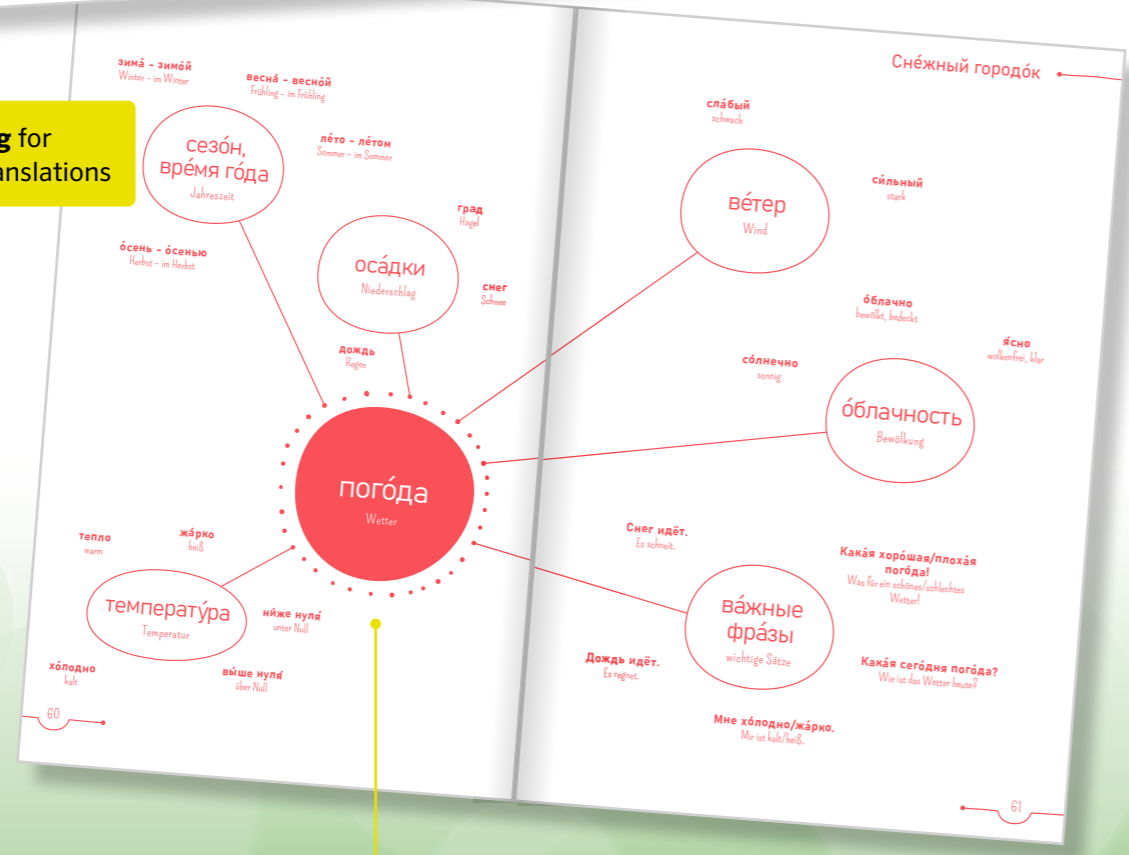 g for
anslations
зима́ - зимо́й
Winter - im Winter
весна́ - весно́й
Frühling - im Frühling
ле́то - ле́том
Sommer - im Sommer
сезо́н,
вре́мя го́да
Jahreszeit
о́сень - о́сенью
Herbst - im Herbst
град
Hagel
оса́дки
Niederschlag
снег
Schnee
дождь
Regen
пого́да
Wetter
тепло
warm
жа́рко
heiß
температу́ра
Temperatur
ни́же нуля́
unter Null
хо́лодно
kalt
вы́ше нуля́
über Null
60
Сне́жный городо́к
сла́бый
schwach
си́льный
stark
ве́тер
Wind
о́блачно
bewölkt, bedeckt
я́сно
wolkenfrei, klar
со́лнечно
sonnig
о́блачность
Bewölkung
Снег идёт.
Es schneit.
Кака́я хоро́шая/плоха́я
пого́да!
Was für ein schönes/schlechtes
Wetter!
ва́жные
фра́зы
wichtige Sätze
Дождь идёт.
Es regnet.
Кака́я сего́дня пого́да?
Wie ist das Wetter heute?
Мне хо́лодно/жа́рко.
Mir ist kalt/heiß.
61